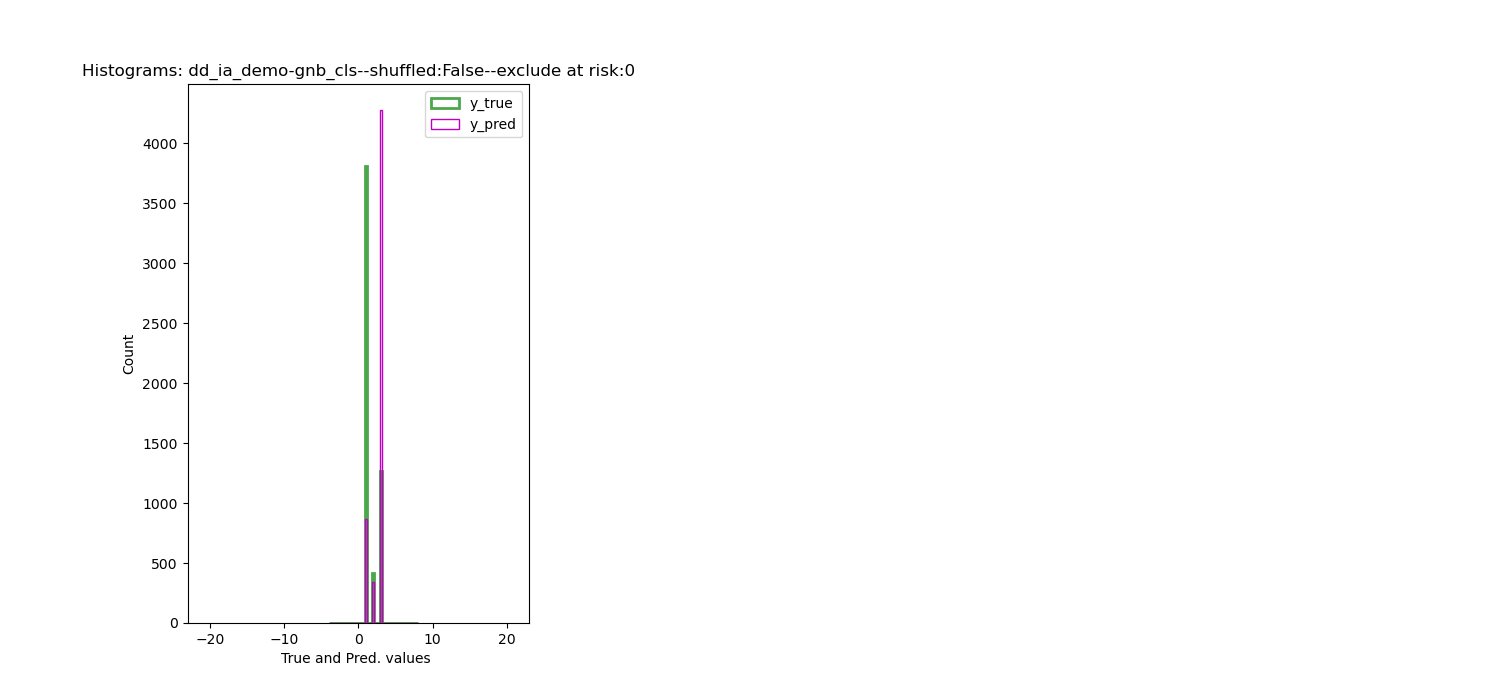 Histograms: dd_ia_demo-gnb_cls--shuffled:False--exclude at risk:0
y_true
y_pred
4000
3500
3000
2500
2000
1500
1000
500
0
Count
−20 −10 0 10 20
True and Pred. values